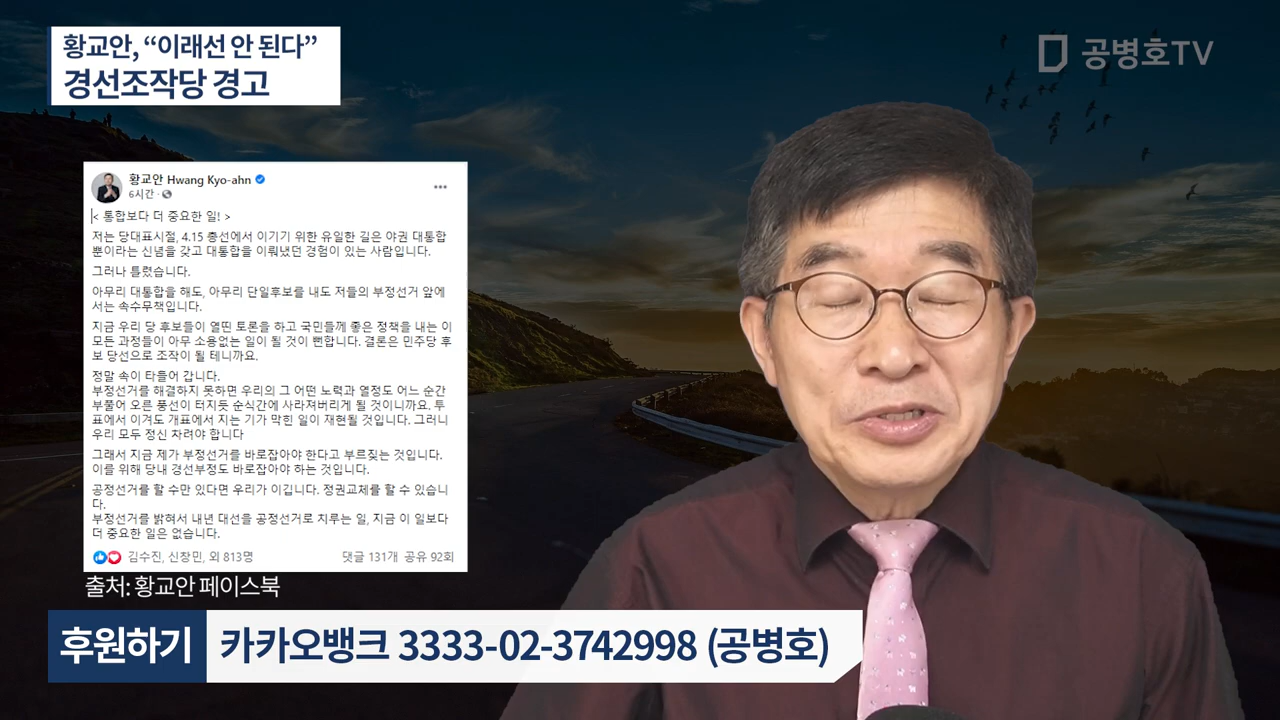 황교안, “이래선 안 된다”
경선조작당 경고
공병호TV
황교안 Hwang Kyo-ahn
6시간 ·
< 통합보다 더 중요한 일! >
저는 당대표시절, 4.15 총선에서 이기기 위한 유일한 길은 야권 대통합
뿐이라는 신념을 갖고 대통합을 이뤄냈던 경험이 있는 사람입니다.
그러나 틀렸습니다.
아무리 대통합을 해도, 아무리 단일후보를 내도 저들의 부정선거 앞에
서는 속수무책입니다.
지금 우리 당 후보들이 열띤 토론을 하고 국민들께 좋은 정책을 내는 이
모든 과정들이 아무 소용없는 일이 될 것이 뻔합니다. 결론은 민주당 후
보 당선으로 조작이 될 테니까요.
정말 속이 타들어 갑니다.
부정선거를 해결하지 못하면 우리의 그 어떤 노력과 열정도 어느 순간
부풀어 오른 풍선이 터지듯 순식간에 사라져버리게 될 것이니까요. 투
표에서 이겨도 개표에서 지는 기가 막힌 일이 재현될 것입니다. 그러니
우리 모두 정신 차려야 합니다
그래서 지금 제가 부정선거를 바로잡아야 한다고 부르짖는 것입니다.
이를 위해 당내 경선부정도 바로잡아야 하는 것입니다.
공정선거를 할 수만 있다면 우리가 이깁니다. 정권교체를 할 수 있습니
다.
부정선거를 밝혀서 내년 대선을 공정선거로 치루는 일, 지금 이 일보다
더 중요한 일은 없습니다.
김수진, 신창민, 외 813명 댓글 131개 공유 92회
출처: 황교안 페이스북
후원하기 카카오뱅크 3333-02-3742998 (공병호)